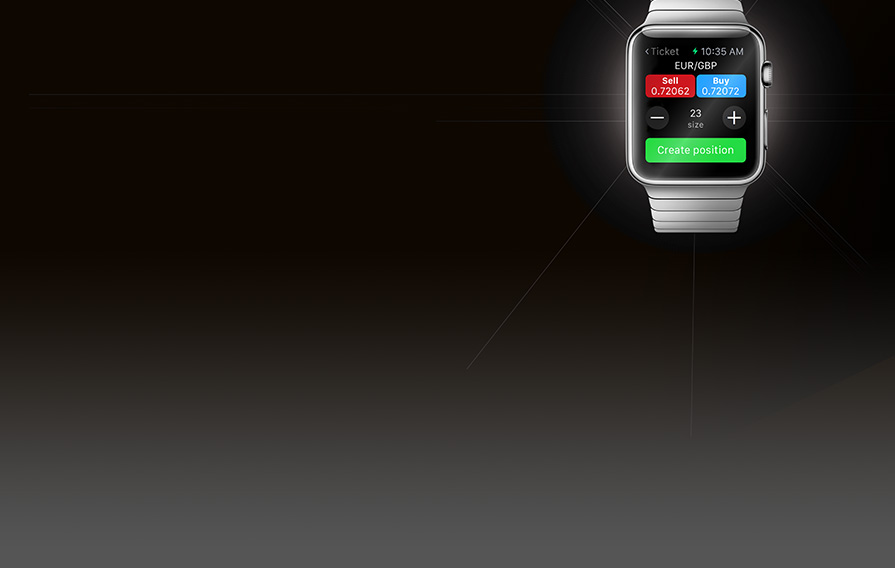 ‹Ticket 10:35 AM
EUR/GBP
Sell Buy
0.72062 0.72072
23
size
Create position